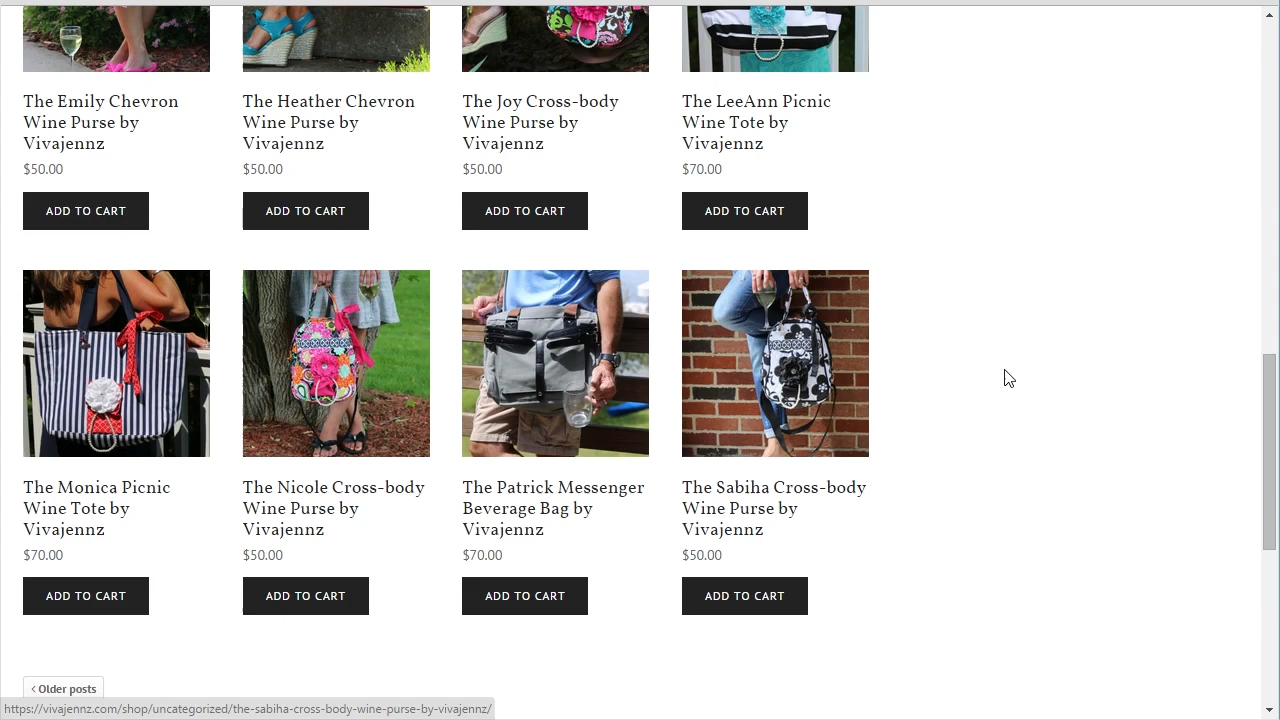 The Emily Chevron
Wine Purse by
Vivajennz
$50.00
ADD TO CART
The Heather Chevron
Wine Purse by
Vivajennz
$50.00
ADD TO CART
The Joy Cross-body
Wine Purse by
Vivajennz
$50.00
ADD TO CART
The LeeAnn Picnic
Wine Tote by
Vivajennz
$70.00
ADD TO CART
The Monica Picnic
Wine Tote by
Vivajennz
$70.00
ADD TO CART
The Nicole Cross-body
Wine Purse by
Vivajennz
$50.00
ADD TO CART
The Patrick Messenger
Beverage Bag by
Vivajennz
$70.00
ADD TO CART
The Sabiha Cross-body
Wine Purse by
Vivajennz
$50.00
ADD TO CART
‹ Older posts
https://vivajennz.com/shop/uncategorized/the-sabiha-cross-body-wine-purse-by-vivajennz/